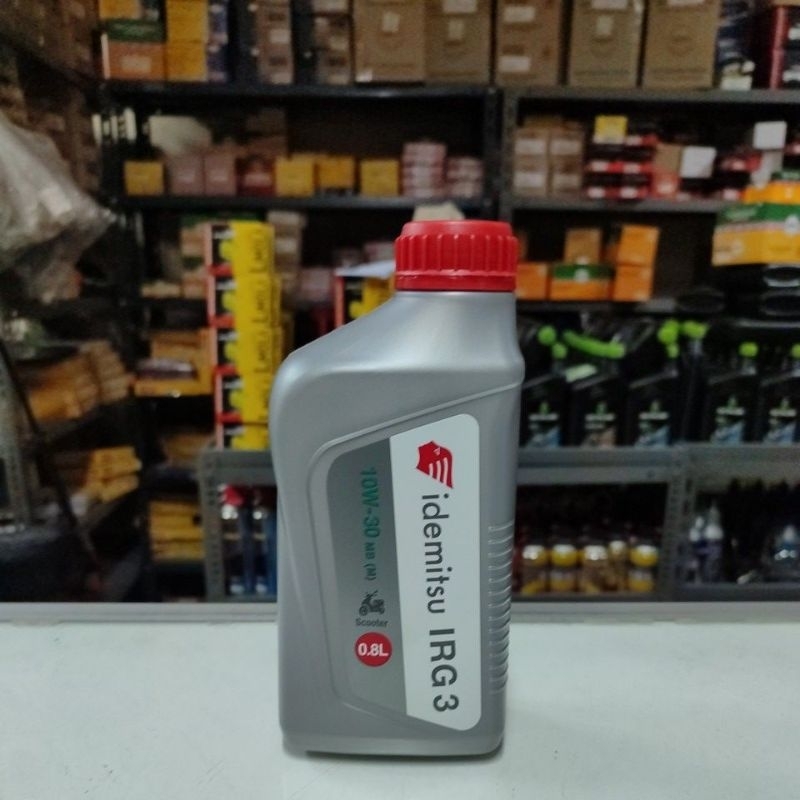 idemitsu IRG 3
10W-30 MB (M)
Scooter
0.8L